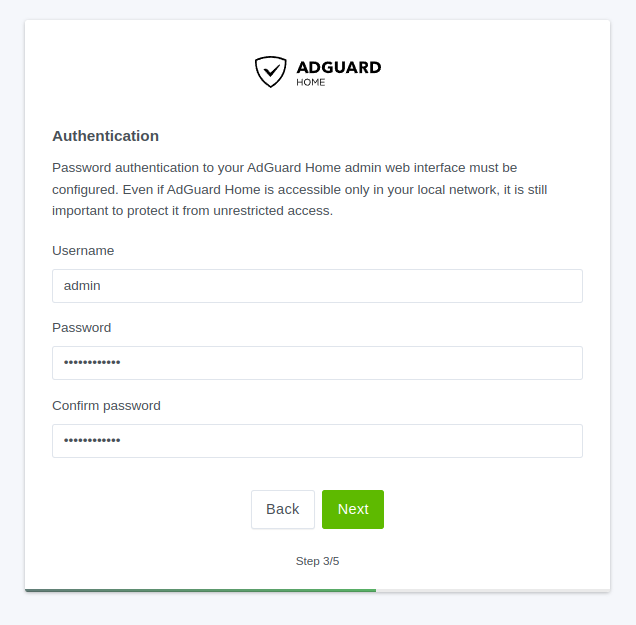 ADGUARD
HOME
Authentication
Password authentication to your AdGuard Home admin web interface must be
configured. Even if AdGuard Home is accessible only in your local network, it is still
important to protect it from unrestricted access.
Username
admin
Password
••••••••••••
Confirm password
••••••••••••
Back Next
Step 3/5